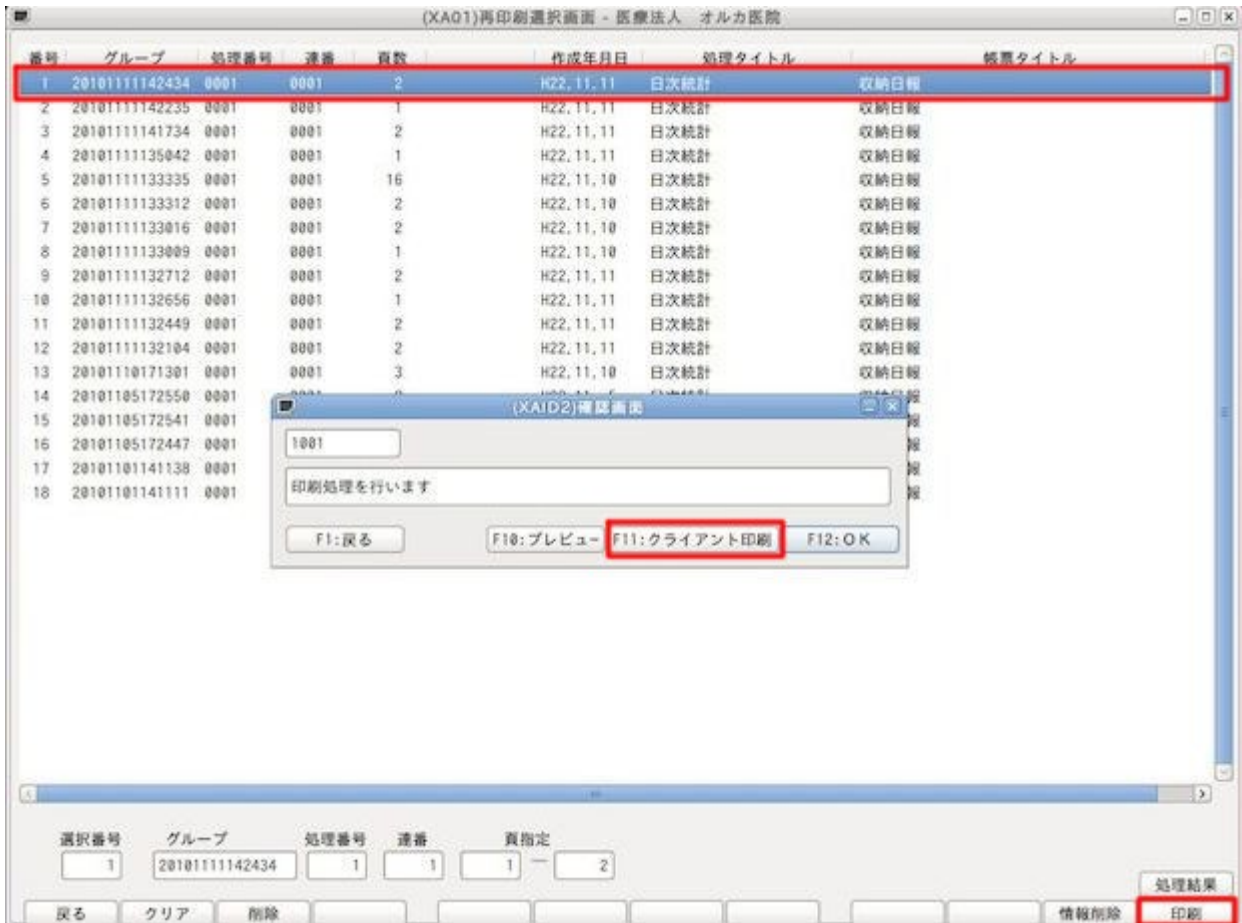 (XA01)再印刷選択画面 - 医療法人 オルカ医院
番号 グループ 処理番号 連番 頁数 作成年月日 処理タイトル 帳票タイトル
1 20101111142434 0001 0001 2 H22.11.11 日次統計 収納日報
2 20101111142235 0001 0001 1 H22.11.11 日次統計 収納日報
3 20101111141734 0001 0001 2 H22.11.11 日次統計 収納日報
4 20101111135042 0001 0001 1 H22.11.11 日次統計 収納日報
5 20101111133335 0001 0001 16 H22.11.10 日次統計 収納日報
6 20101111133312 0001 0001 2 H22.11.10 日次統計 収納日報
7 20101111133016 0001 0001 2 H22.11.10 日次統計 収納日報
8 20101111133009 0001 0001 1 H22.11.10 日次統計 収納日報
9 20101111132712 0001 0001 2 H22.11.11 日次統計 収納日報
10 20101111132656 0001 0001 1 H22.11.11 日次統計 収納日報
11 20101111132449 0001 0001 2 H22.11.11 日次統計 収納日報
12 20101111132104 0001 0001 2 H22.11.11 日次統計 収納日報
13 20101110171301 0001 0001 3 H22.11.10 日次統計 収納日報
14 20101105172550 0001
15 20101105172541 0001
16 20101105172447 0001
17 20101101141138 0001
18 20101101141111 0001
(XAID2)確認画面
1001
印刷処理を行います
F1:戻る F10:プレビュー F11:クライアント印刷 F12:OK
選択番号 グループ 処理番号 連番 頁指定
1 20101111142434 1 1 1 ー 2
処理結果
戻る クリア 削除 情報削除 印刷